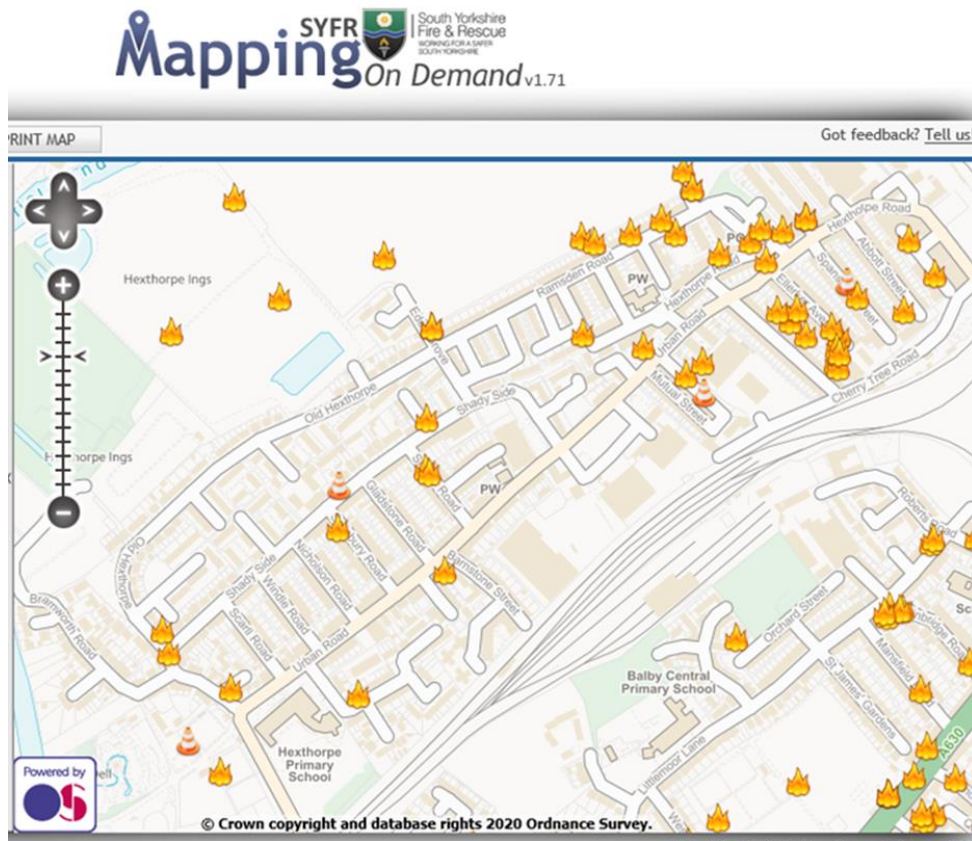 SYFR
Mapping
On Demand v1.71
South Yorkshire
Fire & Rescue
WORKING FOR A SAFER
SOUTH YORKSHIRE
PRINT MAP
Got feedback? Tell us
Hexthorpe Road
Abbott Street
Hexthorpe Ings
Ramsden Road
PW
Hexthorpe Road
Urban Road
Mutual Street
Cherry Tree Road
Old Hexthorpe
Shady Side
PW
Gladstone Road
Nicholson Road
Windle Road
Scarll Road
Shady Side
Old Hexthorpe
Bramworth Road
Urban Road
Barnstone Street
Orchard Street
Mansfield
St James' Gardens
Balby Central
Primary School
Littlemoor Lane
A630
Hexthorpe
Primary
School
Powered by
OS
© Crown copyright and database rights 2020 Ordnance Survey.